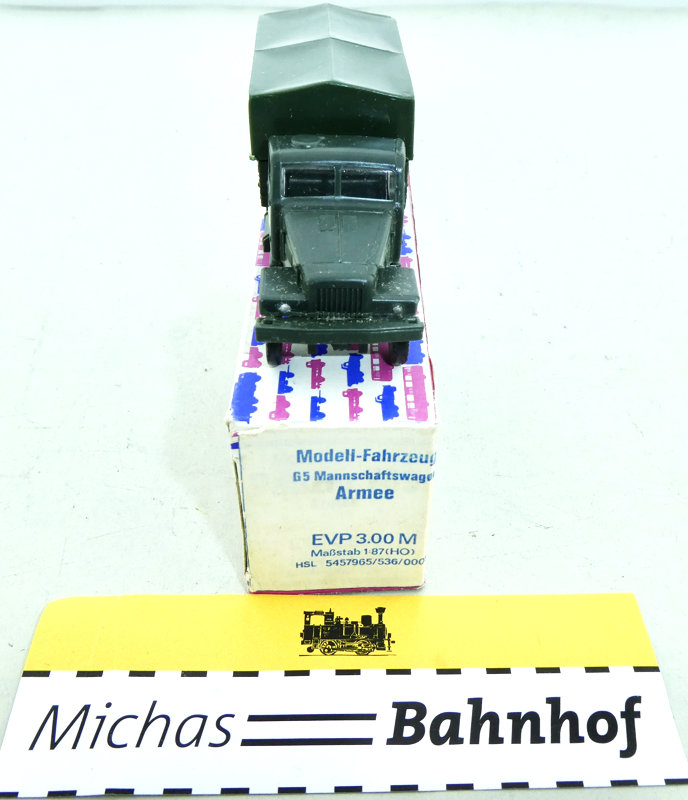 Modell-Fahrzeug
G5 Mannschaftswagen
Armee
EVP 3.00 M
Maßstab 1:87(HO)
HSL 5457965/536/000
Michas Bahnhof